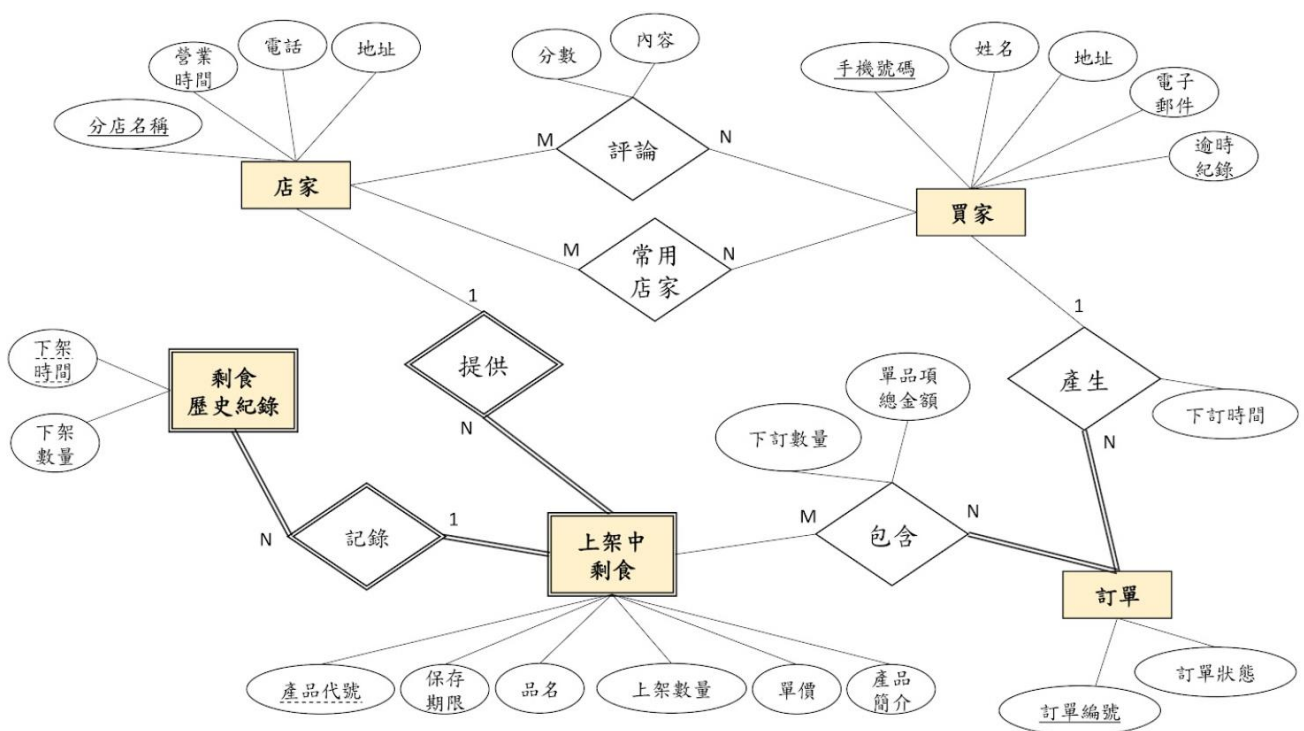 營業
時間
電話
地址
分店名稱
店家
分數
內容
M
評論
N
手機號碼
姓名
地址
電子
郵件
逾時
紀錄
買家
M
常用
店家
N
1
提供
N
下架
時間
下架
數量
剩食
歷史紀錄
N
記錄
1
上架中
剩食
產品代號
保存
期限
品名
上架數量
單價
產品
簡介
下訂數量
單品項
總金額
M
包含
N
1
產生
N
下訂時間
訂單
訂單編號
訂單狀態